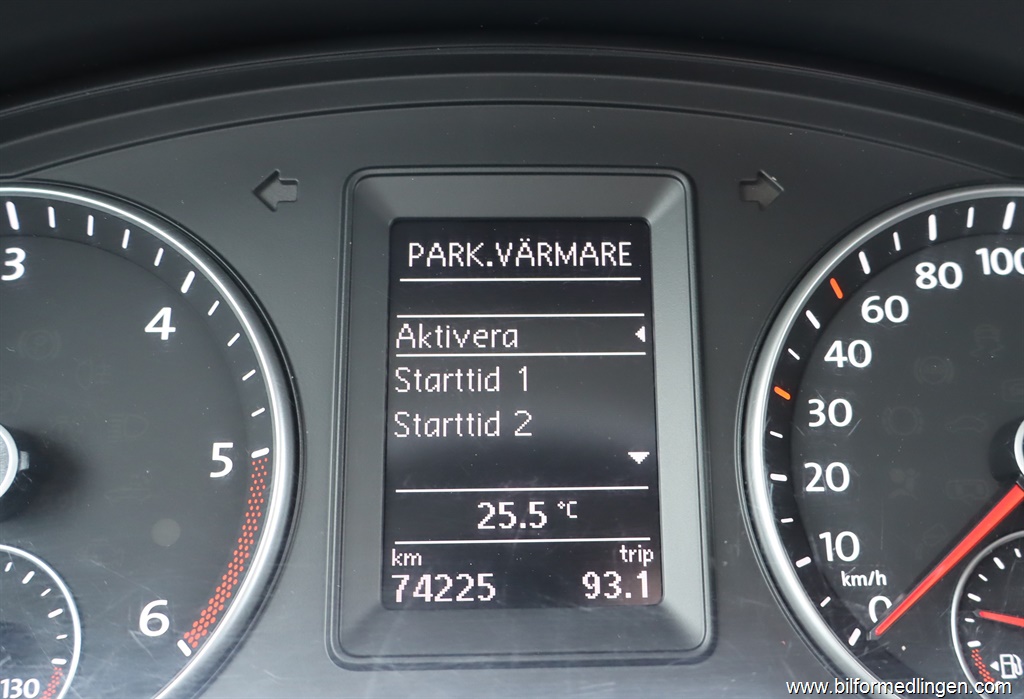 PARK.VÄRMARE
Aktivera
Starttid 1
Starttid 2
25.5 °C
km trip
74225 93.1
3
4
5
6
130
100
80
60
40
30
20
10
km/h
0
www.bilformedlingen.com